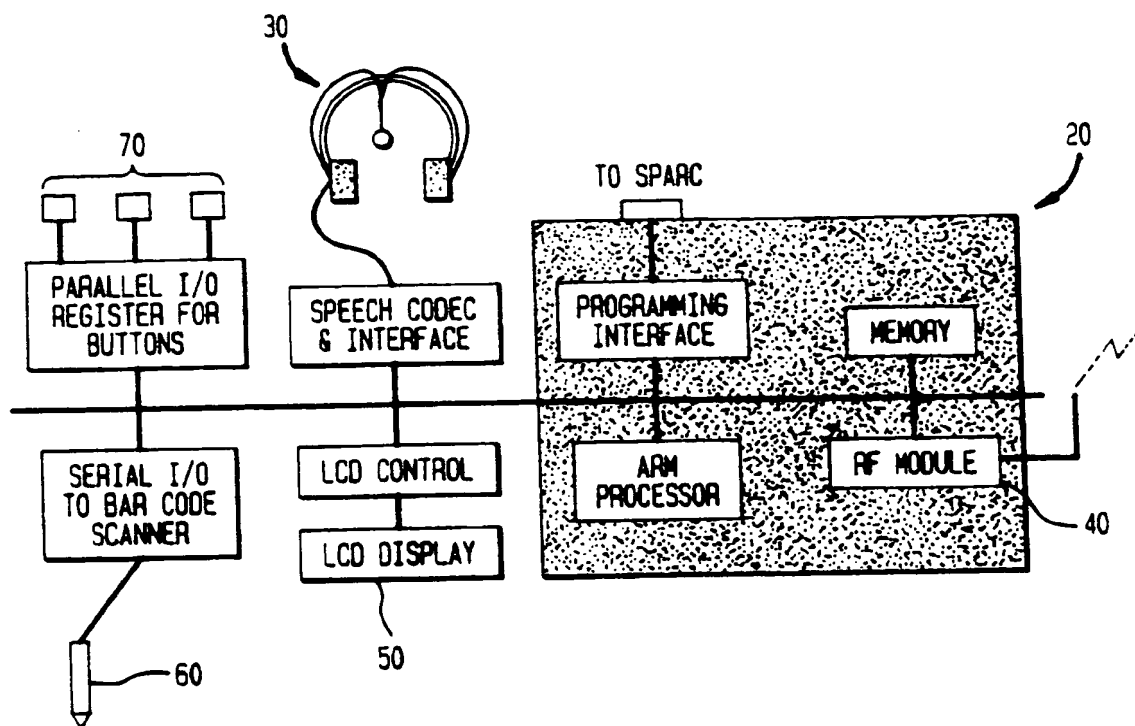 30
70
20
TO SPARC
PARALLEL I/O
REGISTER FOR
BUTTONS
SPEECH CODEC
& INTERFACE
PROGRAMMING
INTERFACE
MEMORY
SERIAL I/O
TO BAR CODE
SCANNER
LCD CONTROL
ARM
PROCESSOR
RF MODULE
40
LCD DISPLAY
50
60